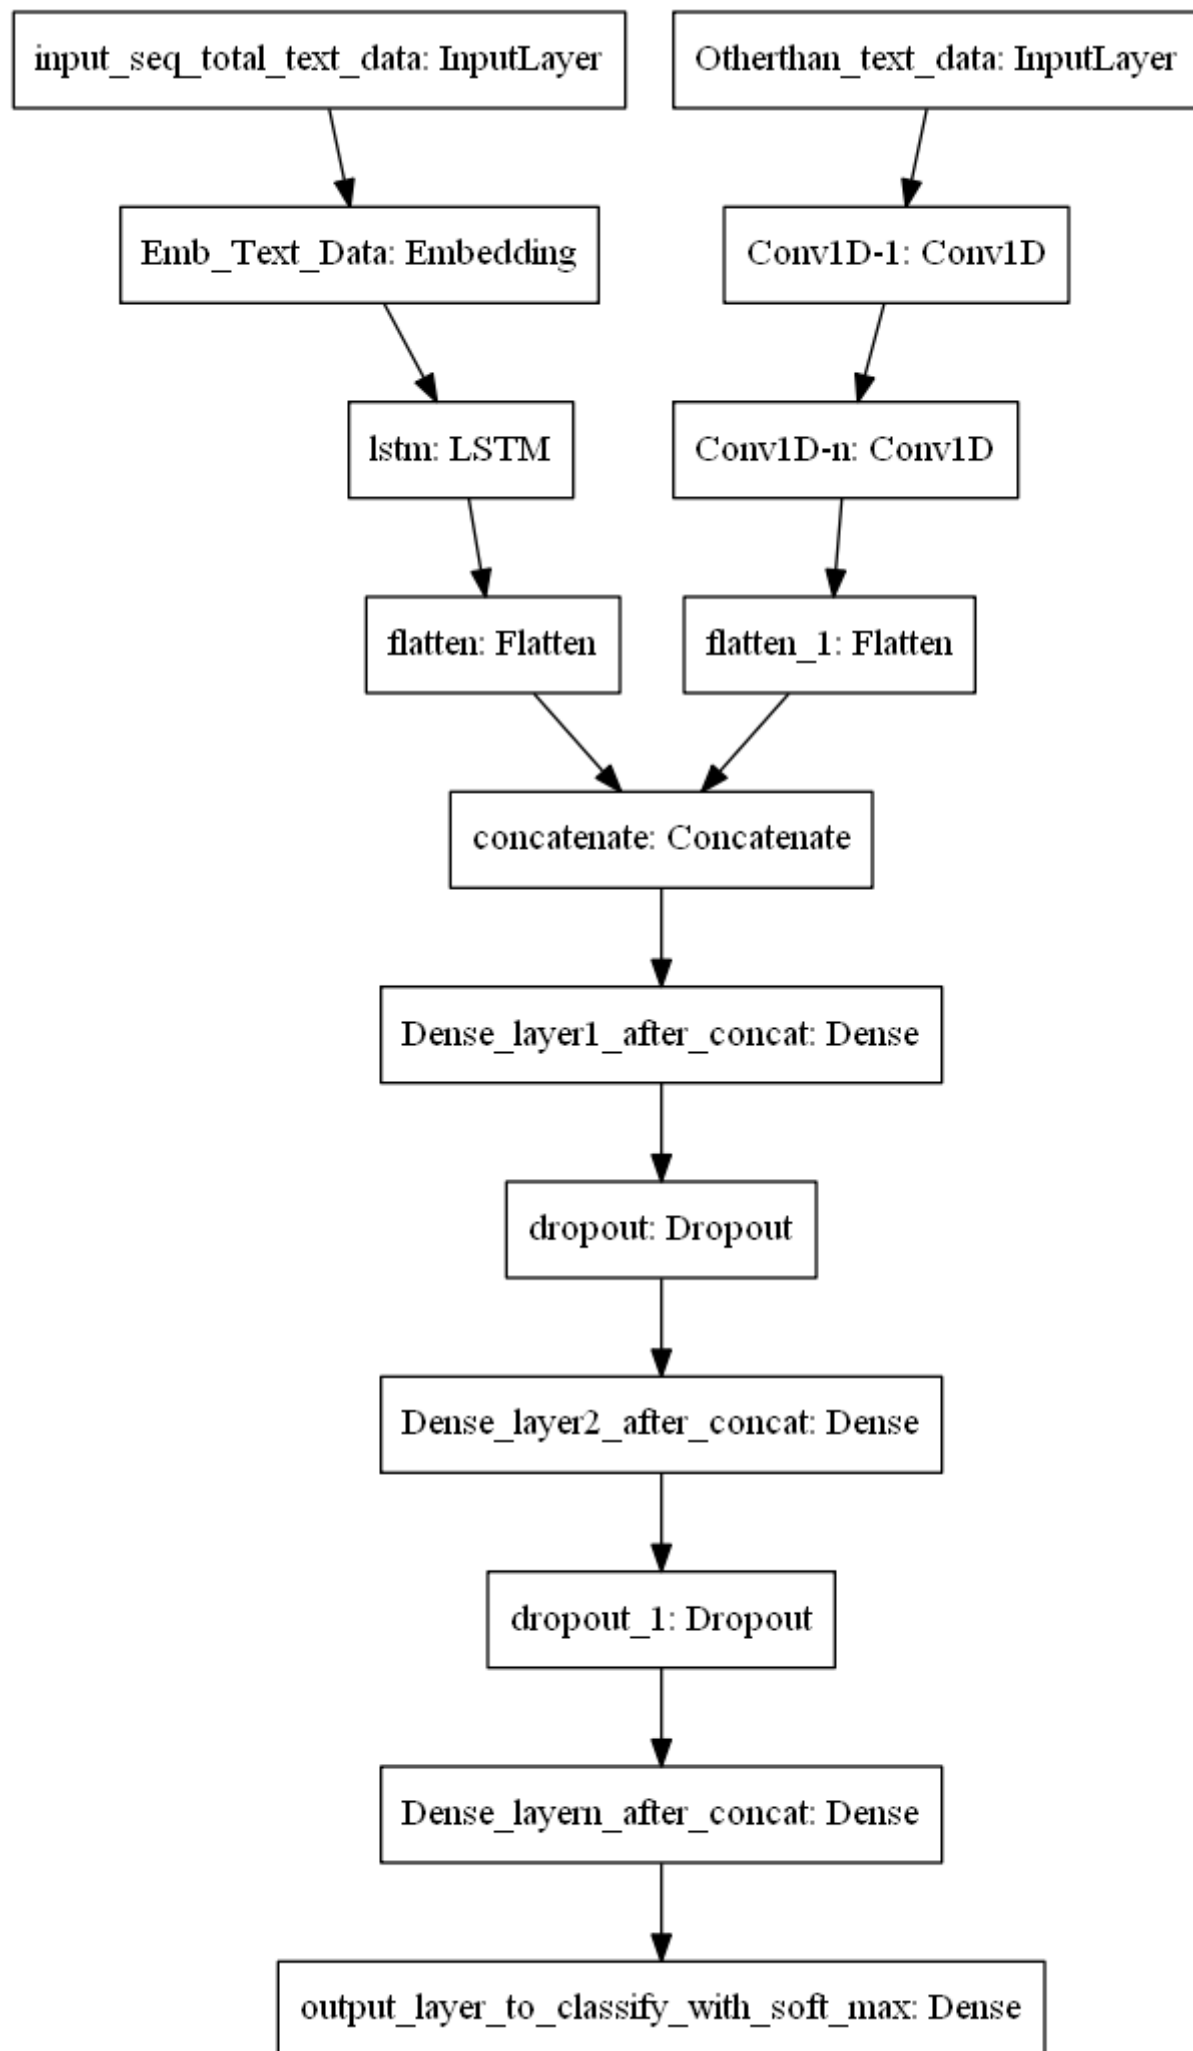 input_seq_total_text_data: InputLayer
Otherthan_text_data: InputLayer
Emb_Text_Data: Embedding
Conv1D-1: Conv1D
lstm: LSTM
Conv1D-n: Conv1D
flatten: Flatten
flatten_1: Flatten
concatenate: Concatenate
Dense_layer1_after_concat: Dense
dropout: Dropout
Dense_layer2_after_concat: Dense
dropout_1: Dropout
Dense_layern_after_concat: Dense
output_layer_to_classify_with_soft_max: Dense